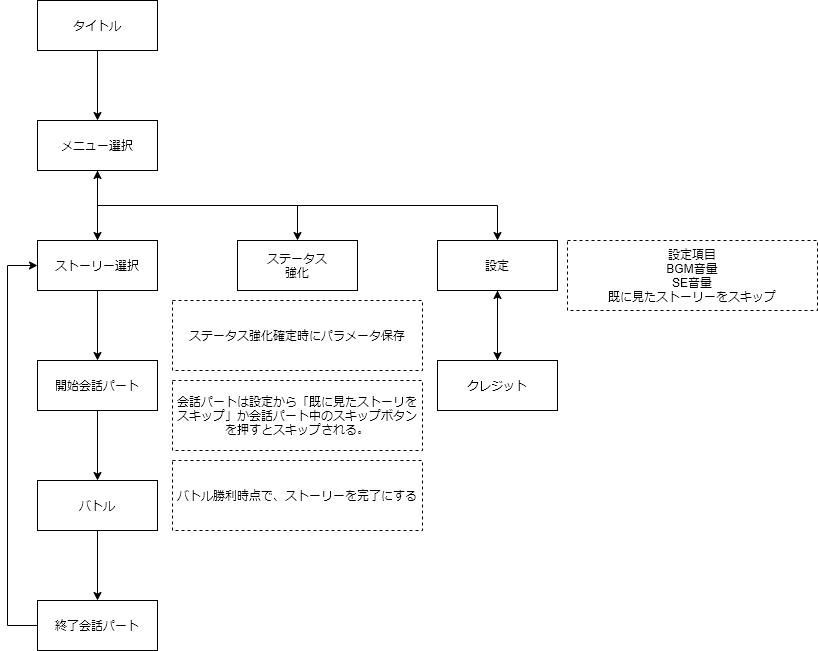 タイトル
メニュー選択
ストーリー選択
ステータス
強化
設定
設定項目
BGM音量
SE音量
既に見たストーリーをスキップ
ステータス強化確定時にパラメータ保存
開始会話パート
会話パートは設定から「既に見たストーリを
スキップ」か会話パート中のスキップボタン
を押すとスキップされる。
クレジット
バトル
バトル勝利時点で、ストーリーを完了にする
終了会話パート